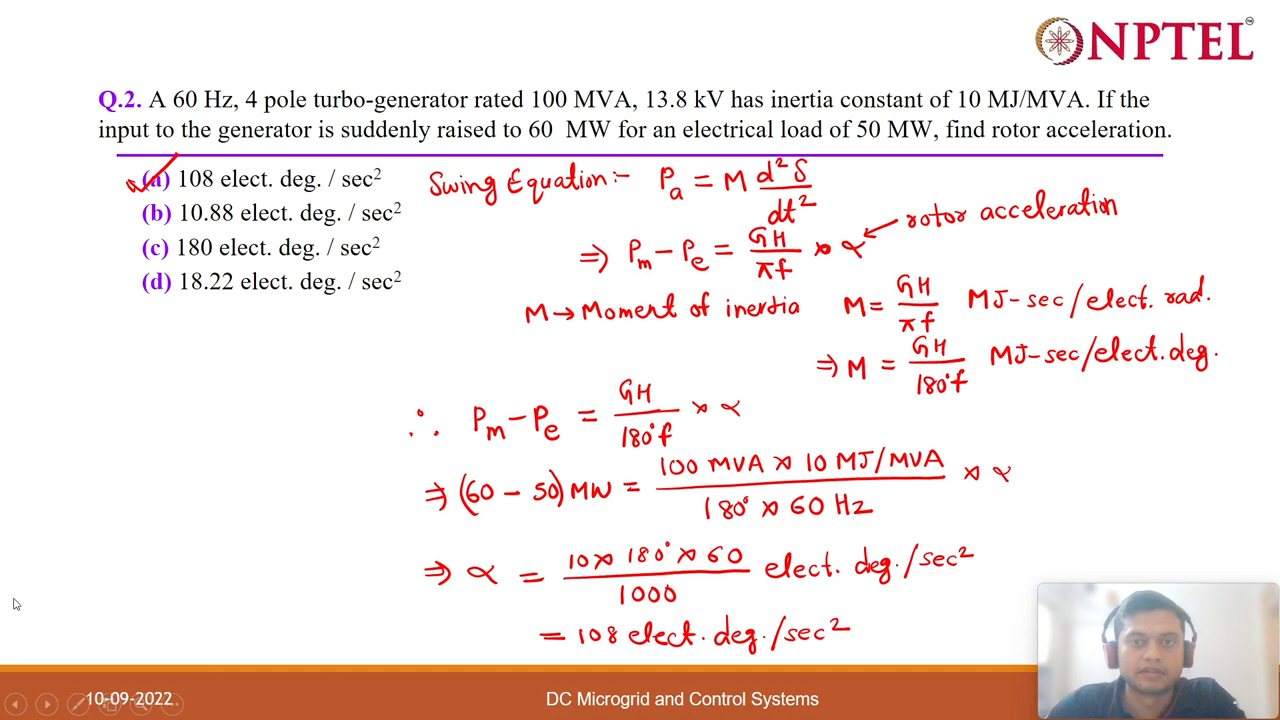 NPTEL
Q.2. A 60 Hz, 4 pole turbo-generator rated 100 MVA, 13.8 kV has inertia constant of 10 MJ/MVA. If the
input to the generator is suddenly raised to 60 MW for an electrical load of 50 MW, find rotor acceleration.
(a) 108 elect. deg. / sec²
(b) 10.88 elect. deg. / sec²
(c) 180 elect. deg. / sec²
(d) 18.22 elect. deg. / sec²
Swing Equation:- Pₐ = M d²δ/dt²
⇒ Pₘ - Pₑ = GH/πf × α ← rotor acceleration
M → Moment of inertia M = GH/πf MJ-sec/elect. rad.
⇒ M = GH/180°f MJ-sec/elect. deg.
∴ Pₘ - Pₑ = GH/180°f × α
⇒ (60 - 50) MW = 100 MVA × 10 MJ/MVA / 180° × 60 Hz × α
⇒ α = 10 × 180° × 60 / 1000 elect. deg./sec²
= 108 elect. deg./sec²
10-09-2022
DC Microgrid and Control Systems